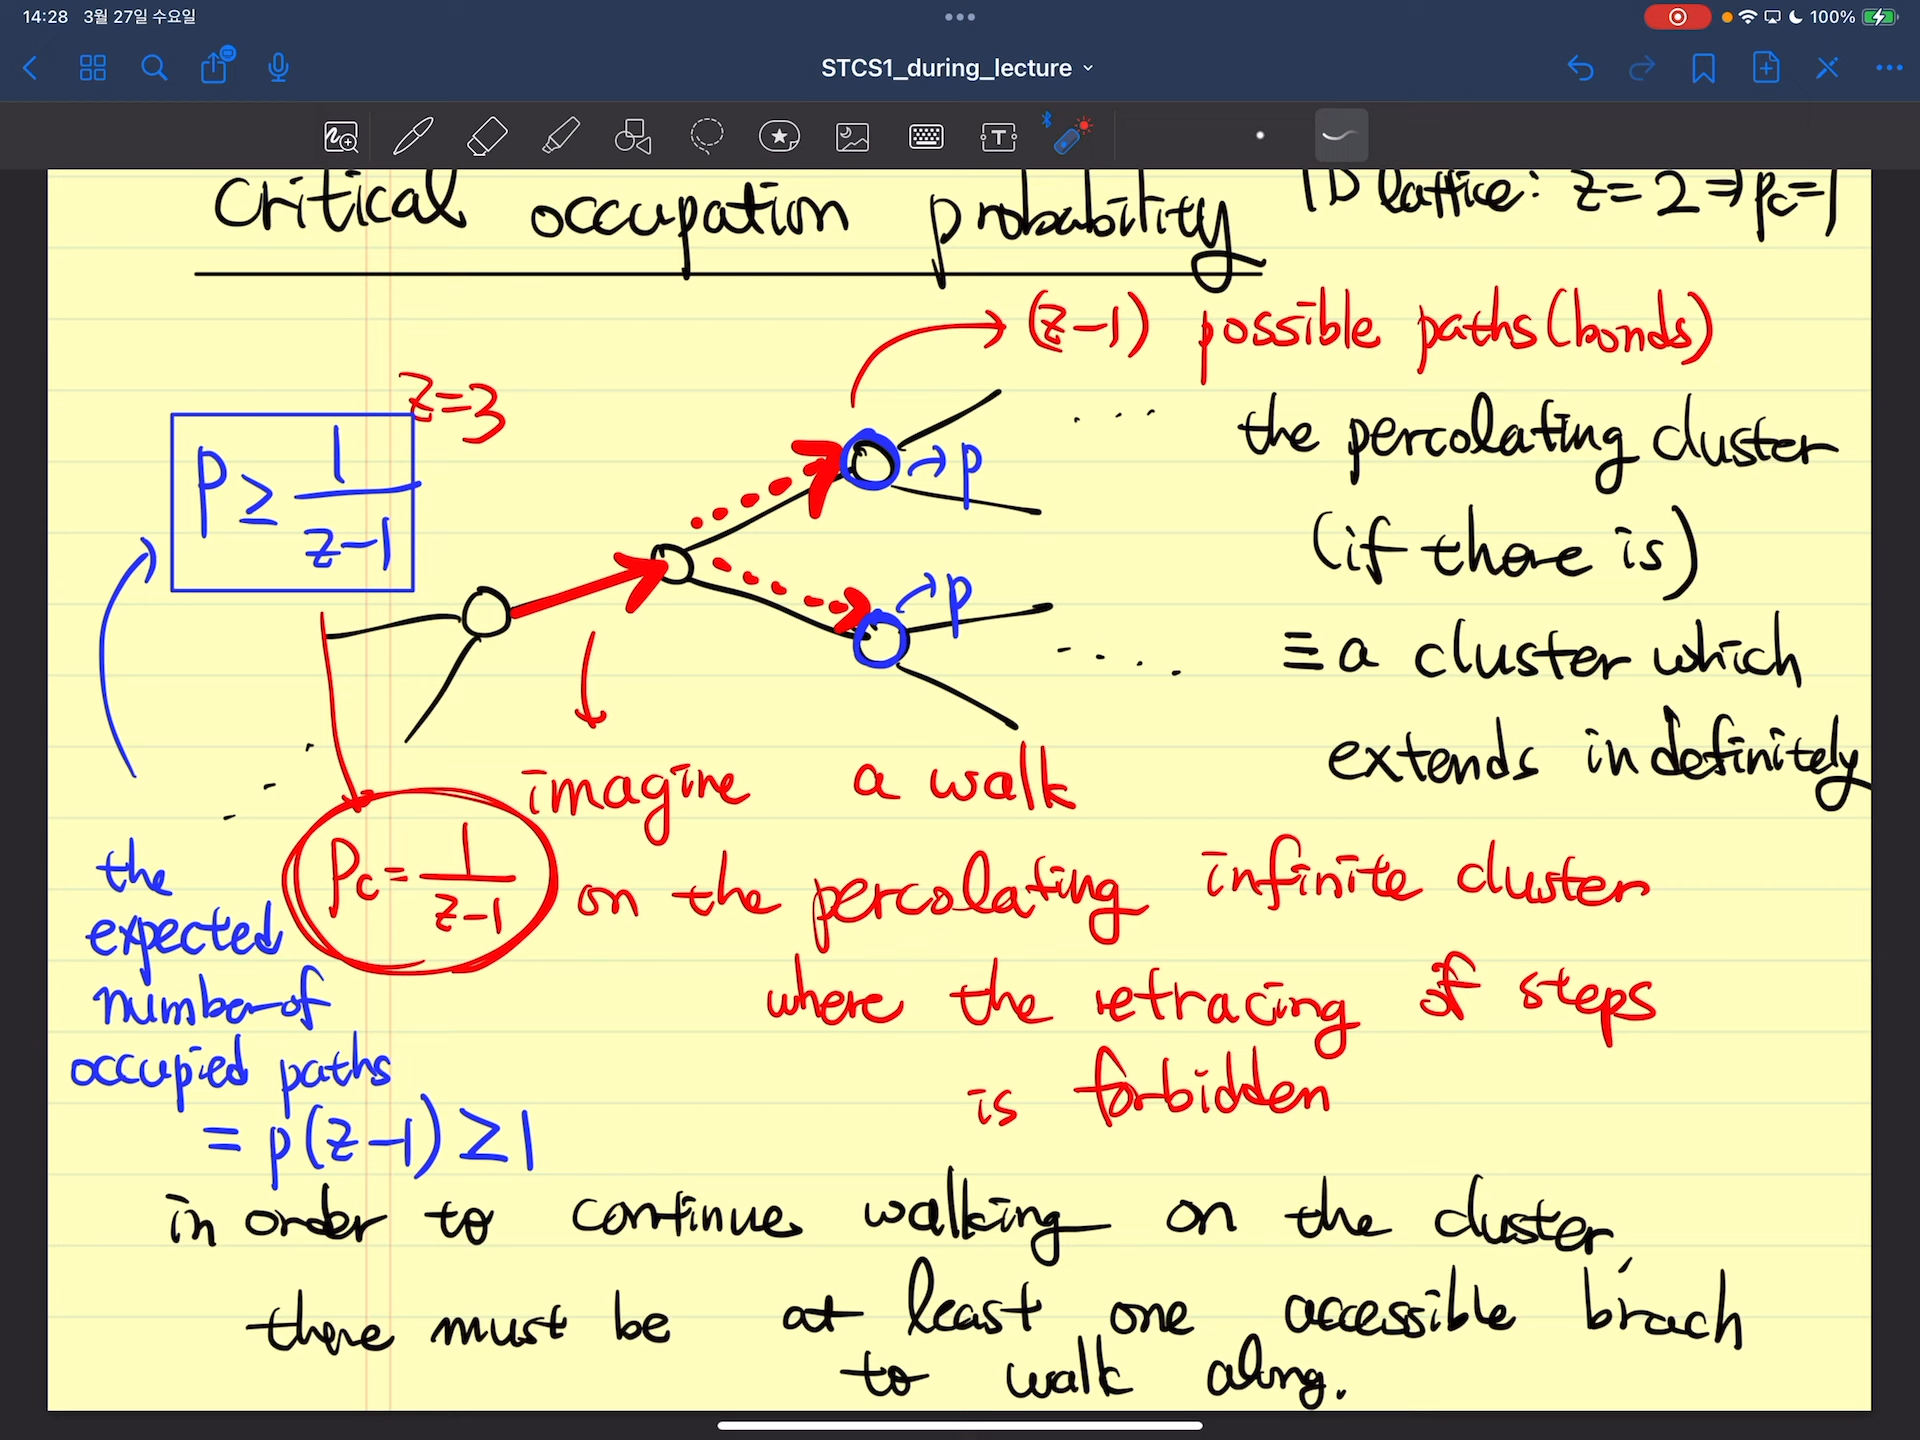 14:28 3월 27일 수요일
100%
STCS1_during_lecture
T
Critical occupation probability
1D lattice: z=2⇒pc=1
(z-1) possible paths (bonds)
z=3
P ≥ 1/(z-1)
→p
→p
the percolating cluster
(if there is)
≡ a cluster which
extends indefinitely
imagine a walk
on the percolating infinite cluster
where the retracing of steps
is forbidden
Pc = 1/(z-1)
the
expected
number of
occupied paths
= p(z-1) ≥ 1
in order to continue walking on the cluster,
there must be at least one accessible brach
to walk along.